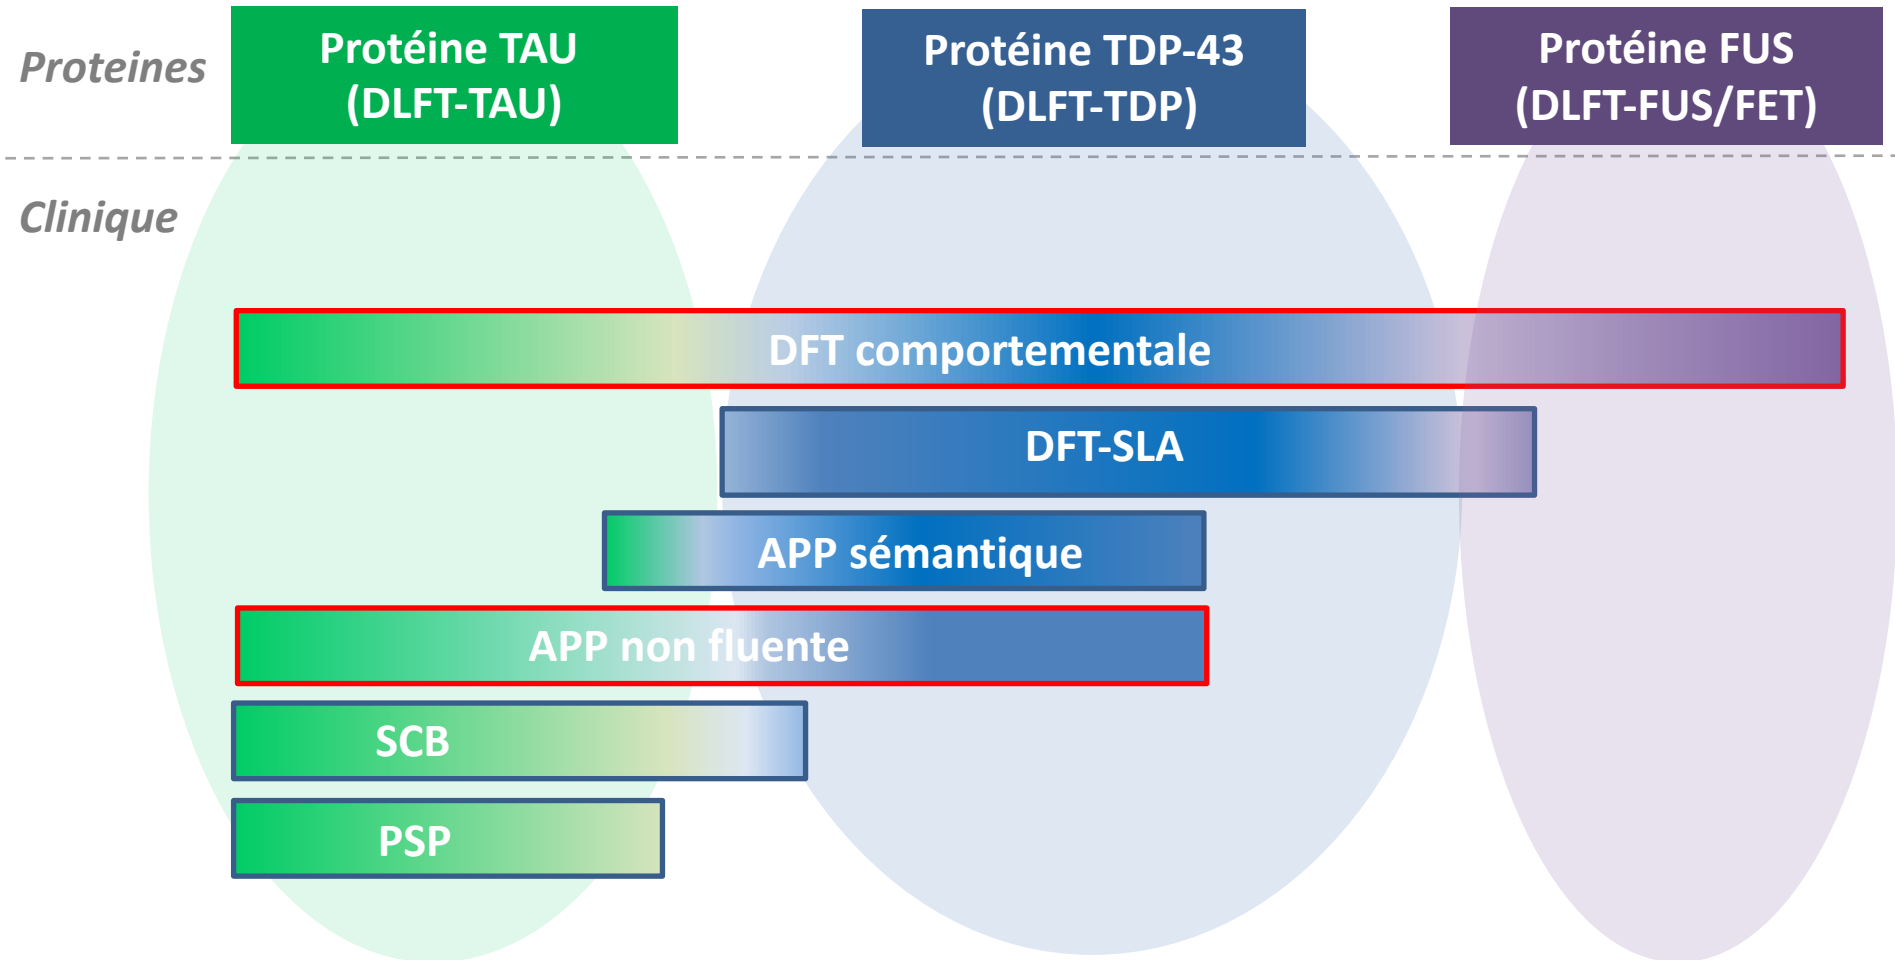 Proteines
Protéine TAU
(DLFT-TAU)
Protéine TDP-43
(DLFT-TDP)
Protéine FUS
(DLFT-FUS/FET)
Clinique
DFT comportementale
DFT-SLA
APP sémantique
APP non fluente
SCB
PSP